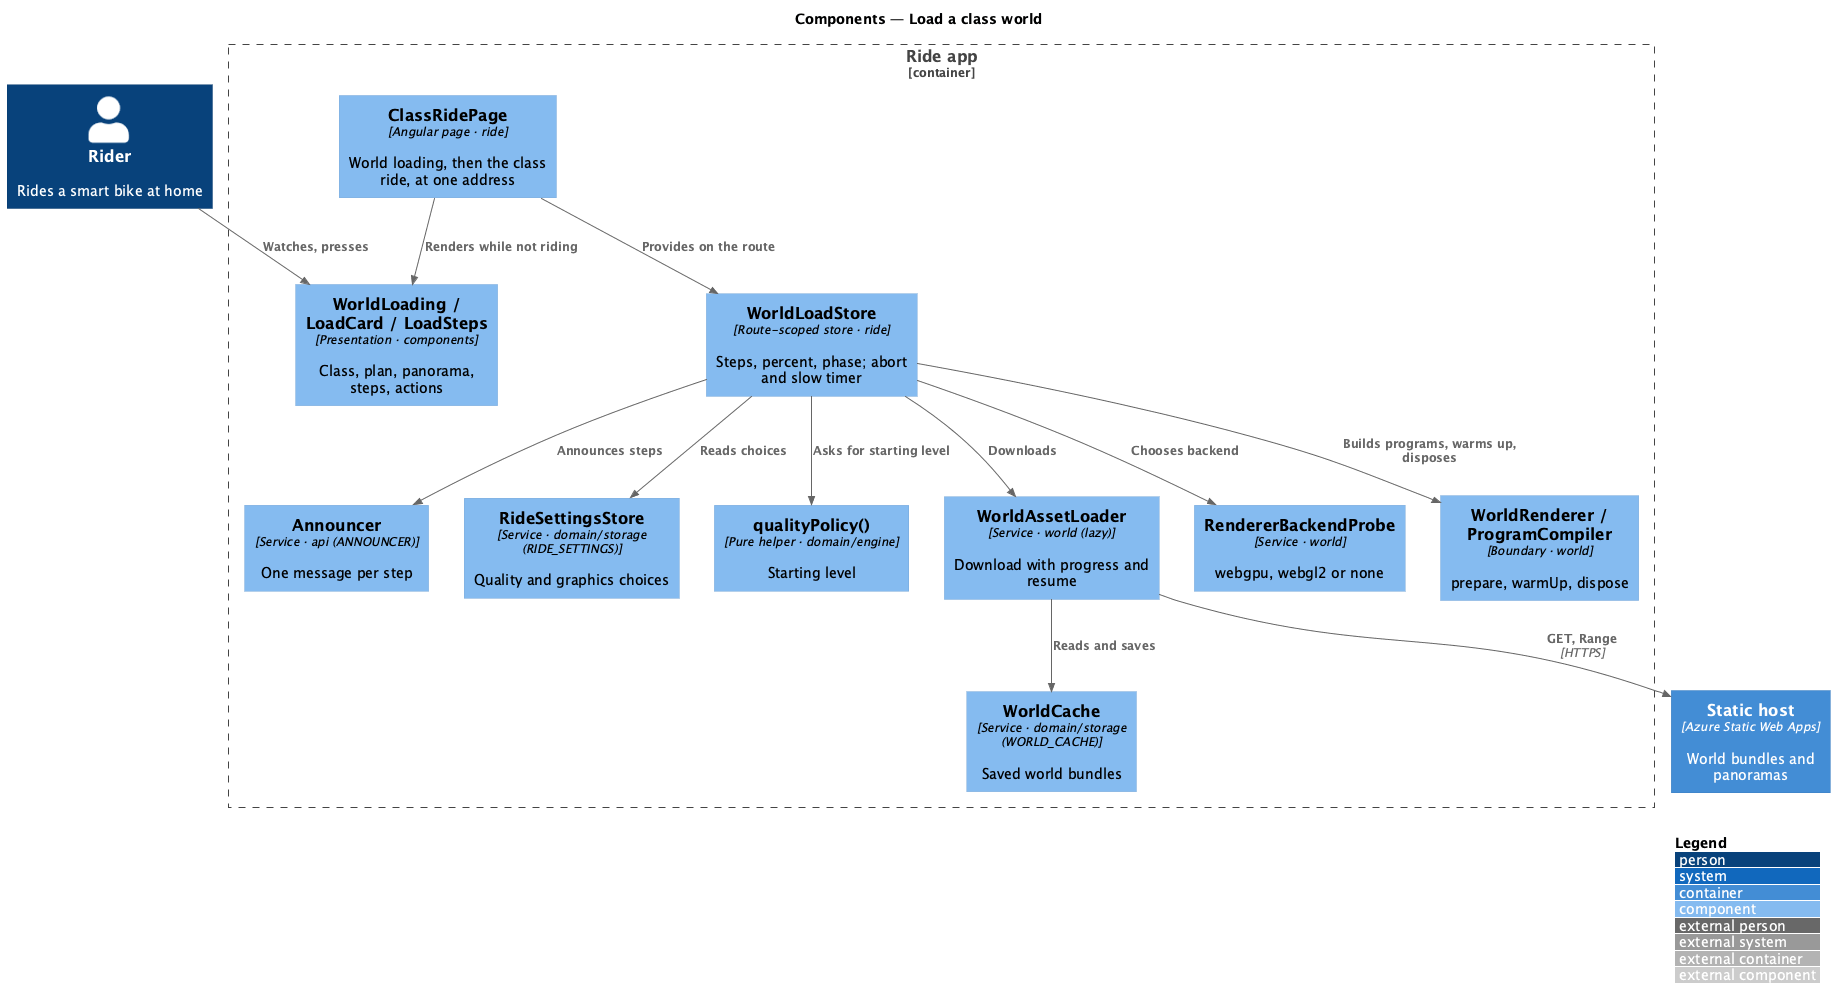 Components — Load a class world
Ride app
[container]
Rider
Rides a smart bike at home
ClassRidePage
[Angular page · ride]
World loading, then the class
ride, at one address
Watches, presses
Renders while not riding
Provides on the route
WorldLoading /
LoadCard / LoadSteps
[Presentation · components]
Class, plan, panorama,
steps, actions
WorldLoadStore
[Route-scoped store · ride]
Steps, percent, phase; abort
and slow timer
Announces steps
Reads choices
Asks for starting level
Downloads
Chooses backend
Builds programs, warms up,
disposes
Announcer
[Service · api (ANNOUNCER)]
One message per step
RideSettingsStore
[Service · domain/storage
(RIDE_SETTINGS)]
Quality and graphics choices
qualityPolicy()
[Pure helper · domain/engine]
Starting level
WorldAssetLoader
[Service · world (lazy)]
Download with progress and
resume
RendererBackendProbe
[Service · world]
webgpu, webgl2 or none
WorldRenderer /
ProgramCompiler
[Boundary · world]
prepare, warmUp, dispose
Reads and saves
GET, Range
[HTTPS]
WorldCache
[Service · domain/storage
(WORLD_CACHE)]
Saved world bundles
Static host
[Azure Static Web Apps]
World bundles and
panoramas
Legend
person
system
container
component
external person
external system
external container
external component